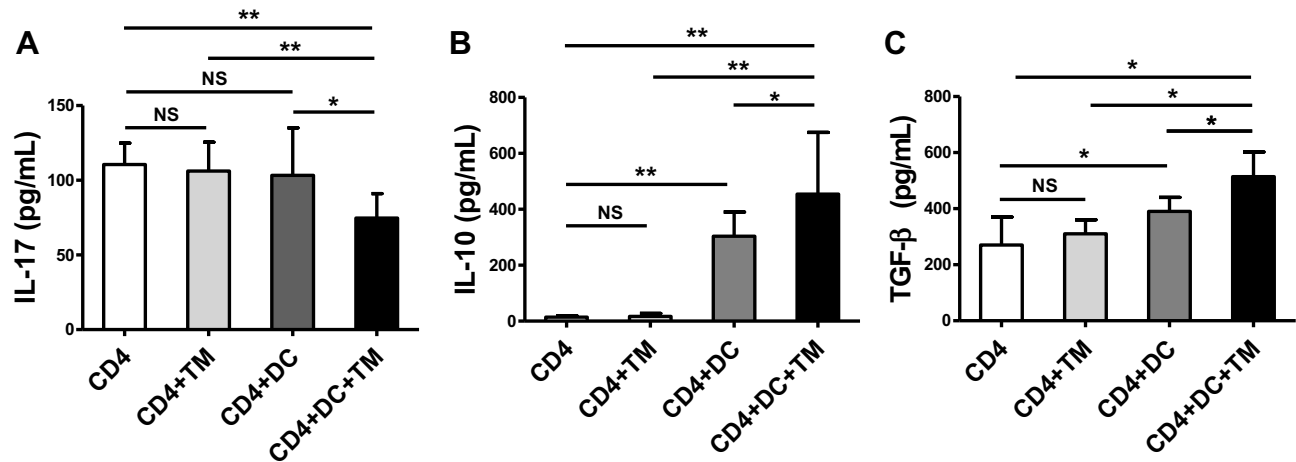 A
**
**
NS
*
NS
IL-17 (pg/mL)
150
100
50
0
CD4
CD4+TM
CD4+DC
CD4+DC+TM
B
**
**
*
**
NS
IL-10 (pg/mL)
800
600
400
200
0
CD4
CD4+TM
CD4+DC
CD4+DC+TM
C
*
*
*
*
NS
TGF-β (pg/mL)
800
600
400
200
0
CD4
CD4+TM
CD4+DC
CD4+DC+TM